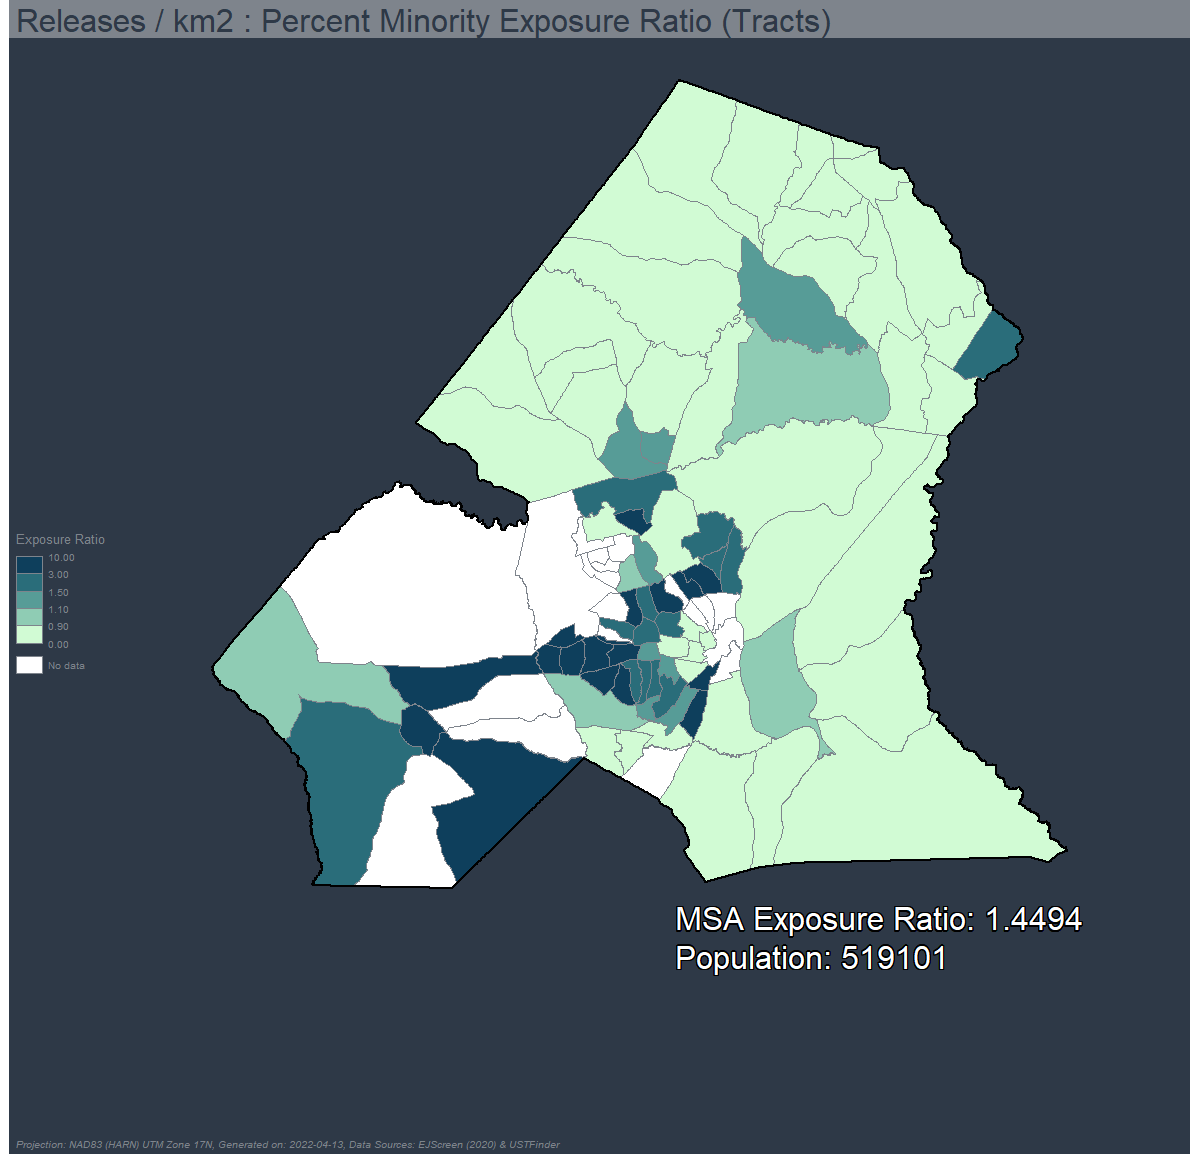 Releases / km2 : Percent Minority Exposure Ratio (Tracts)
Exposure Ratio
10.00
3.00
1.50
1.10
0.90
0.00
No data
MSA Exposure Ratio: 1.4494
Population: 519101
Projection: NAD83 (HARN) UTM Zone 17N, Generated on: 2022-04-13, Data Sources: EJScreen (2020) & USTFinder